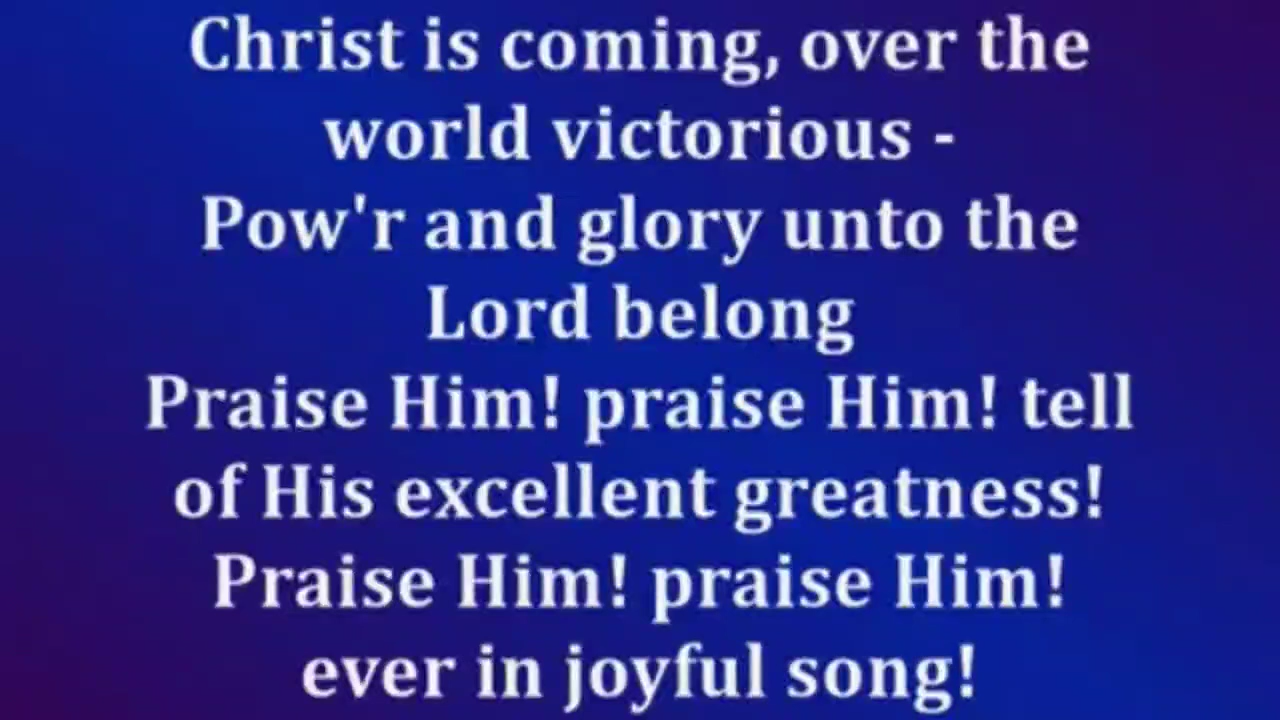 Christ is coming, over the
world victorious -
Pow'r and glory unto the
Lord belong
Praise Him! praise Him! tell
of His excellent greatness!
Praise Him! praise Him!
ever in joyful song!